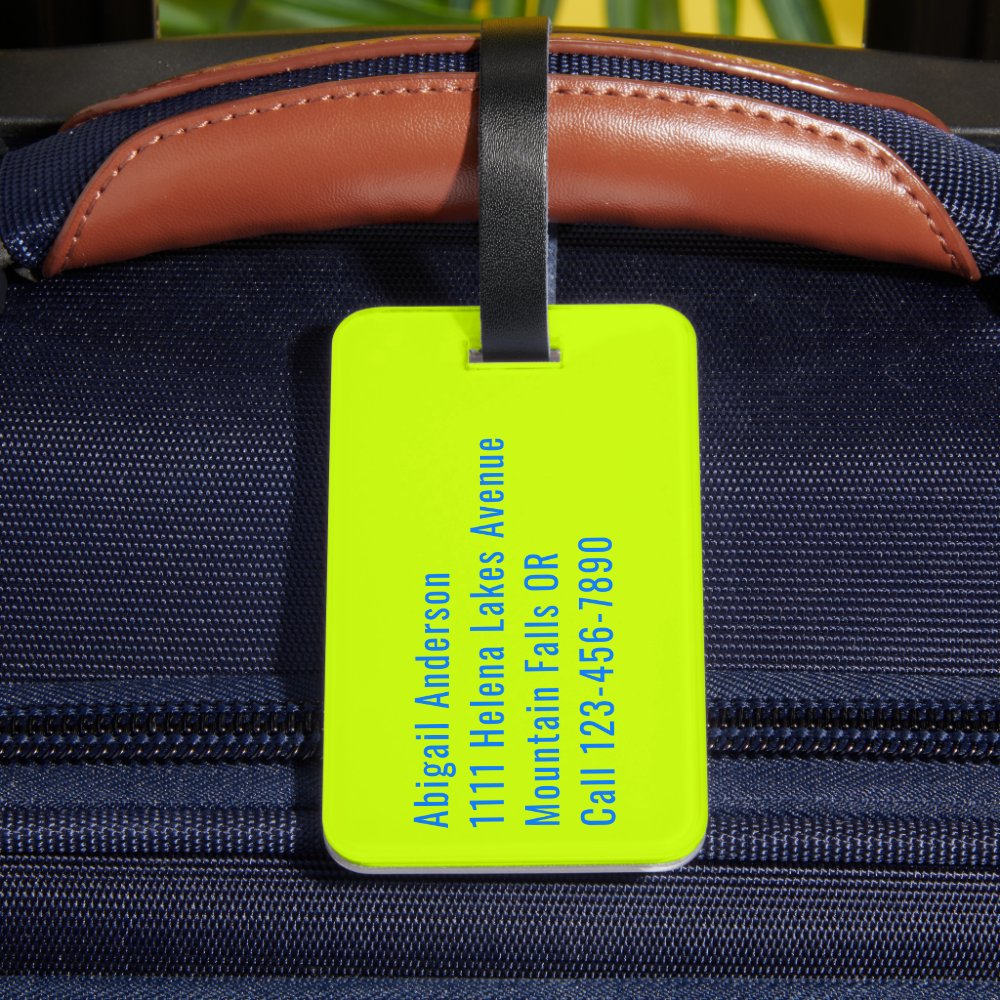 Abigail Anderson
1111 Helena Lakes Avenue
Mountain Falls OR
Call 123-456-7890